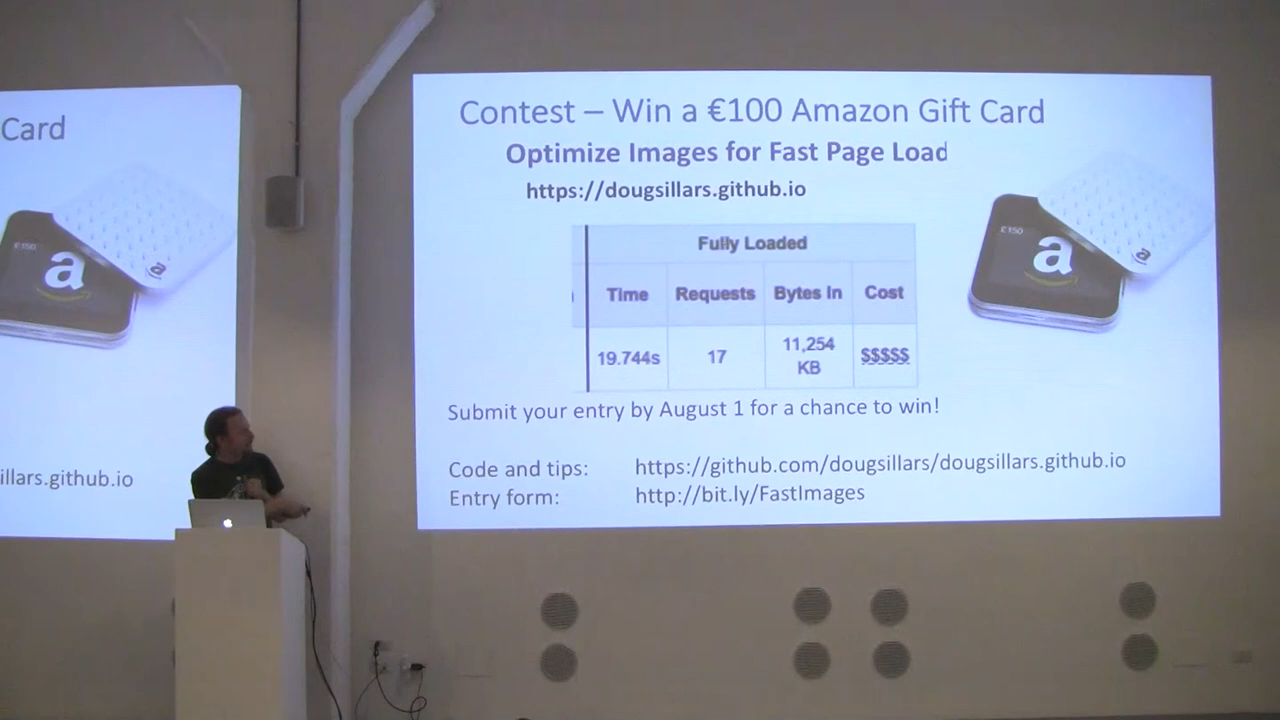 Card
£150
a
a
illars.github.io
Contest – Win a €100 Amazon Gift Card
Optimize Images for Fast Page Load
https://dougsillars.github.io
Fully Loaded
Time Requests Bytes In Cost
19.744s 17 11,254 KB $$$$$
£150
a
a
Submit your entry by August 1 for a chance to win!
Code and tips: https://github.com/dougsillars/dougsillars.github.io
Entry form: http://bit.ly/FastImages